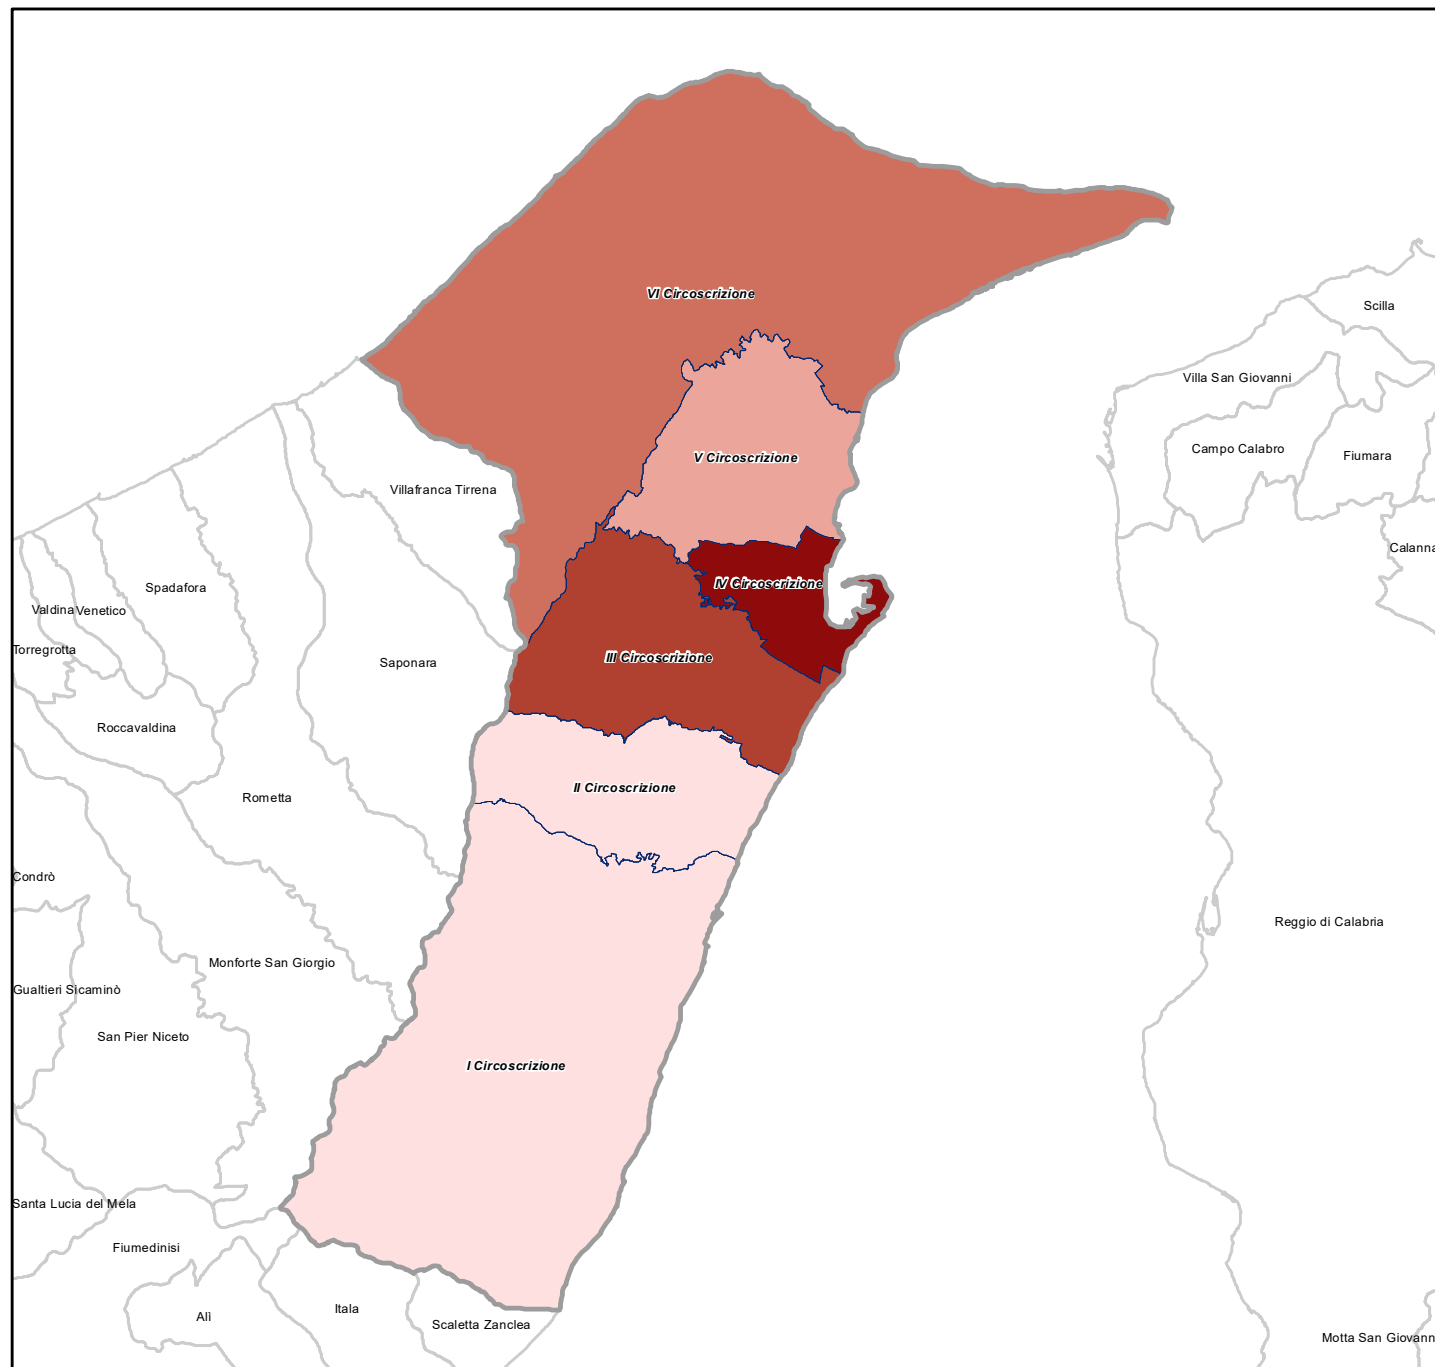 VI Circoscrizione
Scilla
Villa San Giovanni
Campo Calabro
Fiumara
V Circoscrizione
Villafranca Tirrena
Calanna
IV Circoscrizione
Spadafora
Valdina
Venetico
Torregrotta
III Circoscrizione
Saponara
Roccavaldina
II Circoscrizione
Rometta
Condrò
Reggio di Calabria
Monforte San Giorgio
Gualtieri Sicaminò
San Pier Niceto
I Circoscrizione
Santa Lucia del Mela
Fiumedinisi
Itala
Alì
Scaletta Zanclea
Motta San Giovann